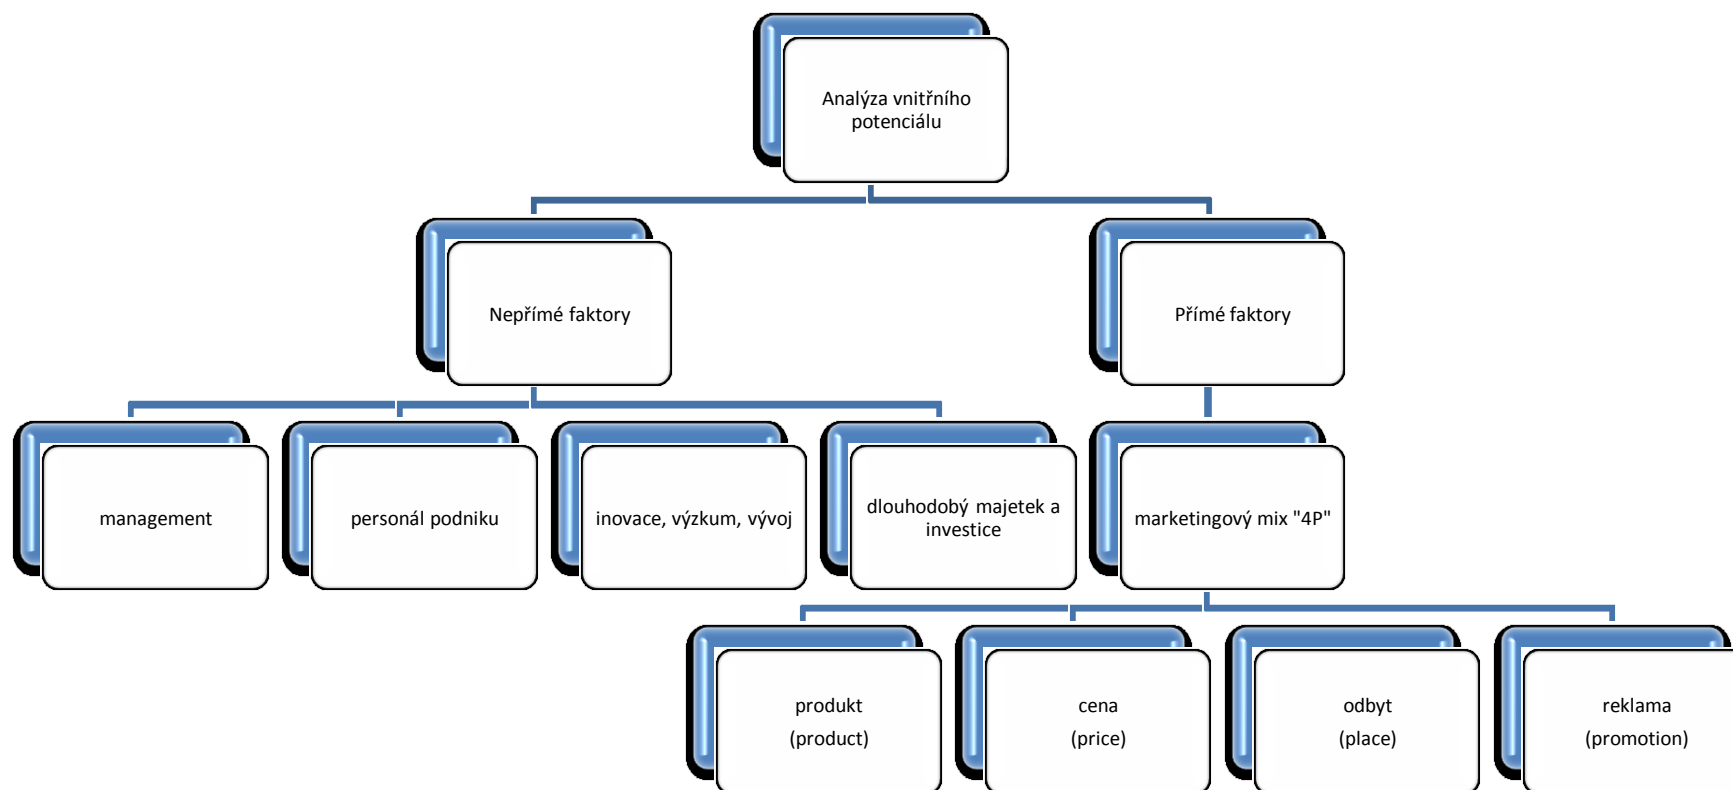 Analýza vnitřního
potenciálu
Nepřímé faktory
Přímé faktory
management
personál podniku
inovace, výzkum, vývoj
dlouhodobý majetek a
investice
marketingový mix "4P"
produkt
(product)
cena
(price)
odbyt
(place)
reklama
(promotion)